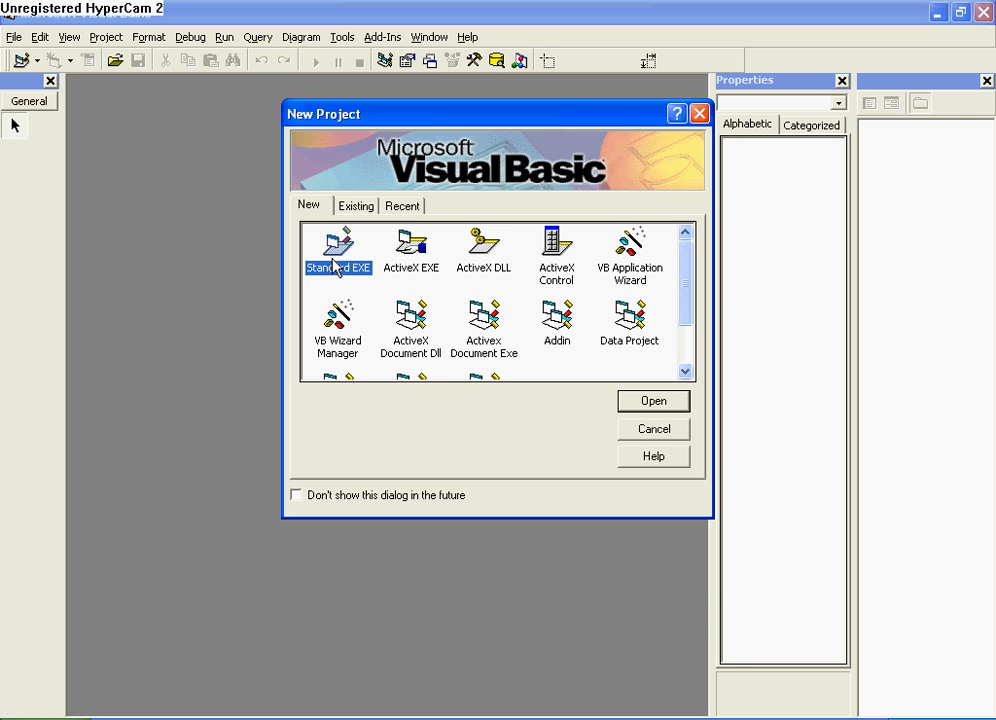 Unregistered HyperCam 2
File Edit View Project Format Debug Run Query Diagram Tools Add-Ins Window Help
General
Properties
Alphabetic Categorized
New Project
Microsoft
Visual Basic
New Existing Recent
Standard EXE ActiveX EXE ActiveX DLL ActiveX Control VB Application Wizard
VB Wizard Manager ActiveX Document Dll Activex Document Exe Addin Data Project
Open
Cancel
Help
Don't show this dialog in the future